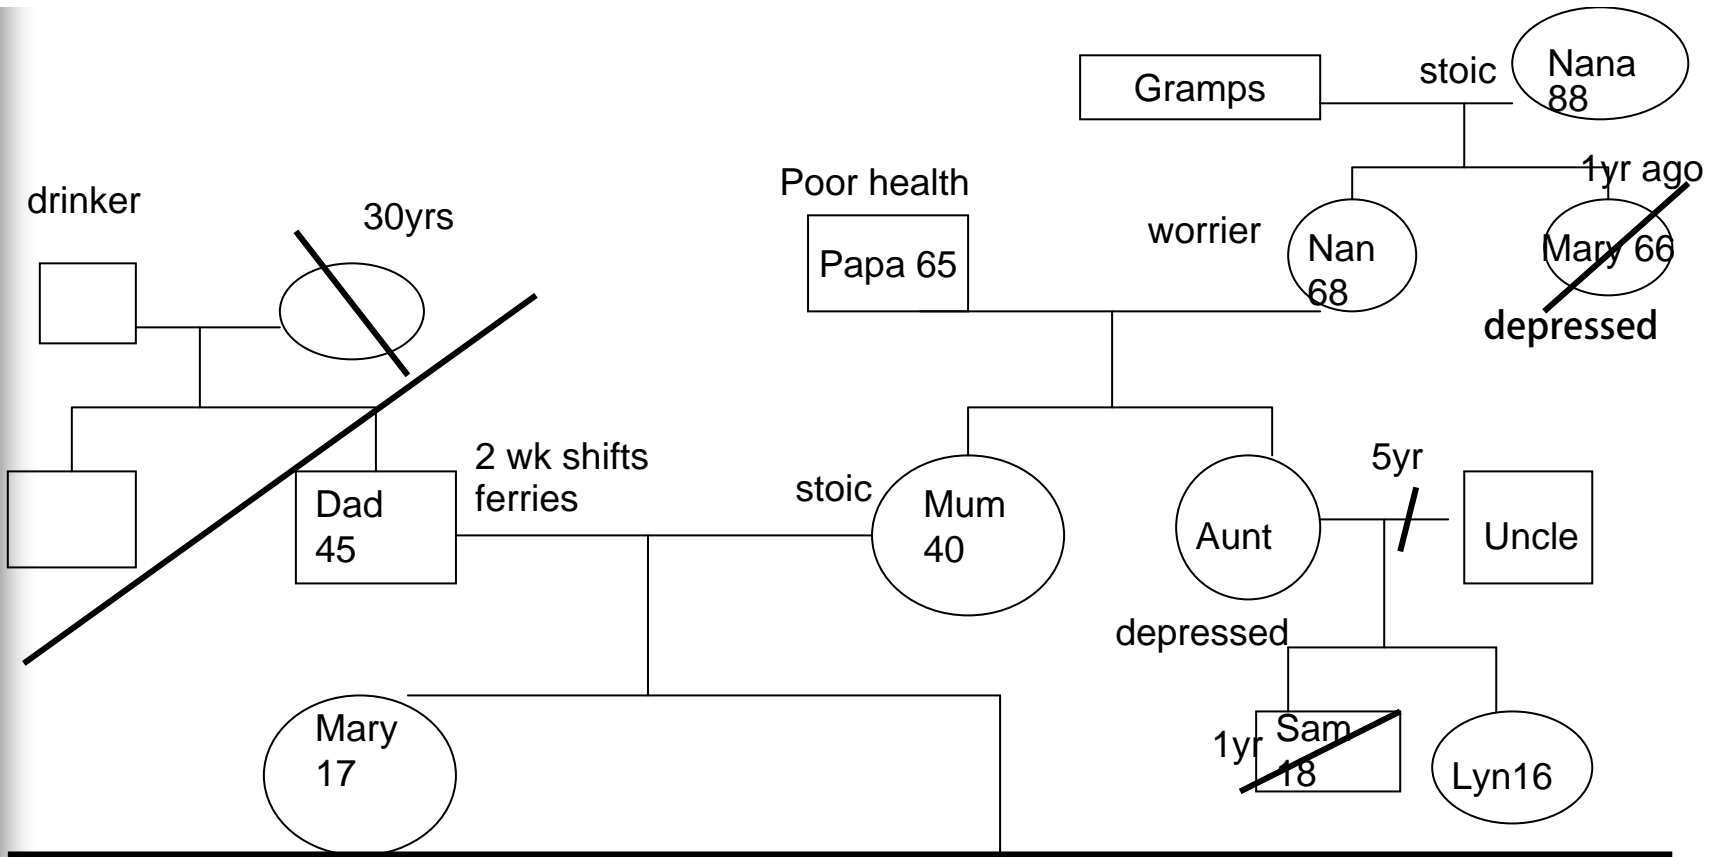 stoic
Nana
88
Gramps
1yr ago
Poor health
drinker
30yrs
worrier
Papa 65
Nan
68
Mary 66
depressed
2 wk shifts
ferries
5yr
stoic
Dad
45
Mum
40
Aunt
Uncle
depressed
Mary
17
1yr
Sam
18
Lyn16